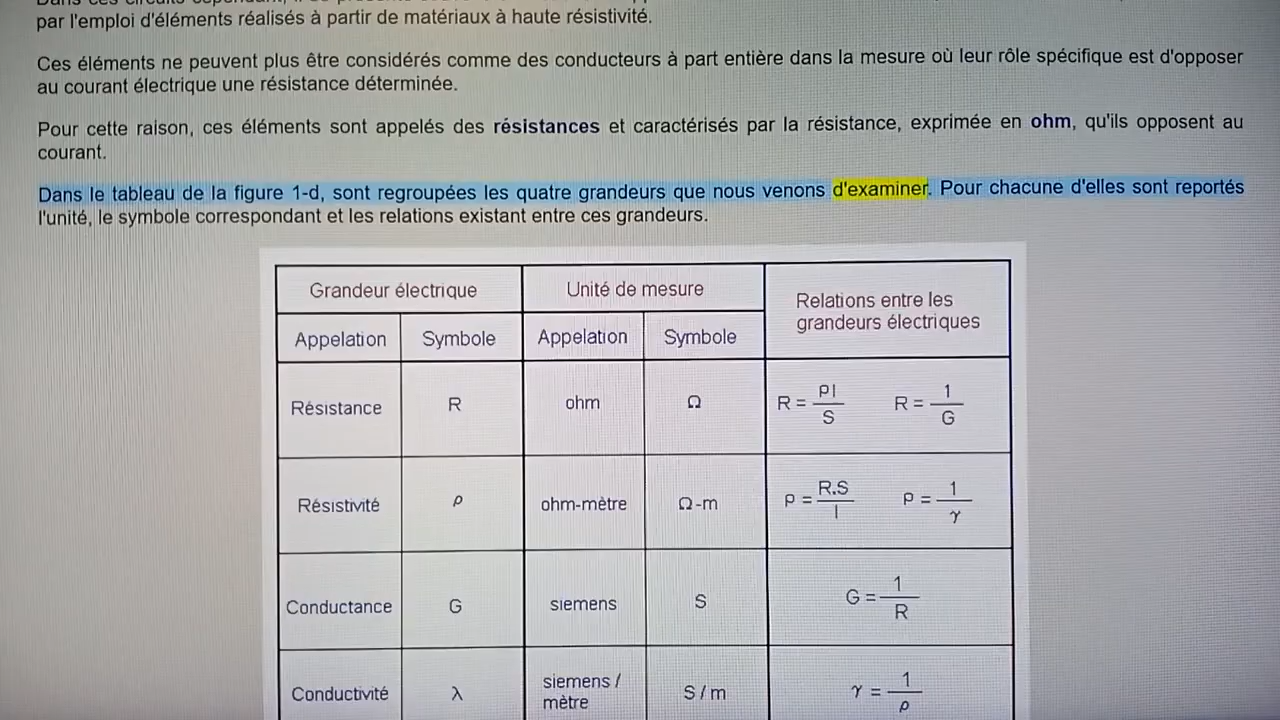 par l'emploi d'éléments réalisés à partir de matériaux à haute résistivité.
Ces éléments ne peuvent plus être considérés comme des conducteurs à part entière dans la mesure où leur rôle spécifique est d'opposer
au courant électrique une résistance déterminée.
Pour cette raison, ces éléments sont appelés des résistances et caractérisés par la résistance, exprimée en ohm, qu'ils opposent au
courant.
Dans le tableau de la figure 1-d, sont regroupées les quatre grandeurs que nous venons d'examiner. Pour chacune d'elles sont reportés
l'unité, le symbole correspondant et les relations existant entre ces grandeurs.
Grandeur électrique Unité de mesure Relations entre les
grandeurs électriques
Appelation Symbole Appelation Symbole
Résistance R ohm Ω R = Pl / S R = 1 / G
Résistivité ρ ohm-mètre Ω-m P = R.S / l P = 1 / γ
Conductance G siemens S G = 1 / R
Conductivité λ siemens / S / m γ = 1 / ρ
mètre